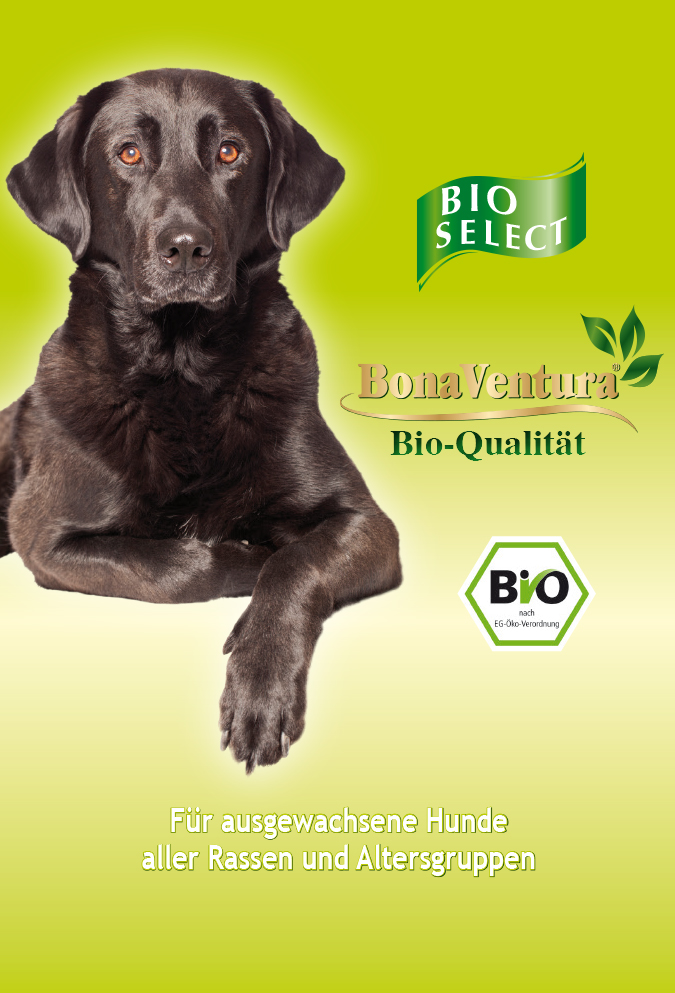 BIO
SELECT
BonaVentura®
Bio-Qualität
BIO
nach
EG-Öko-Verordnung
Für ausgewachsene Hunde
aller Rassen und Altersgruppen